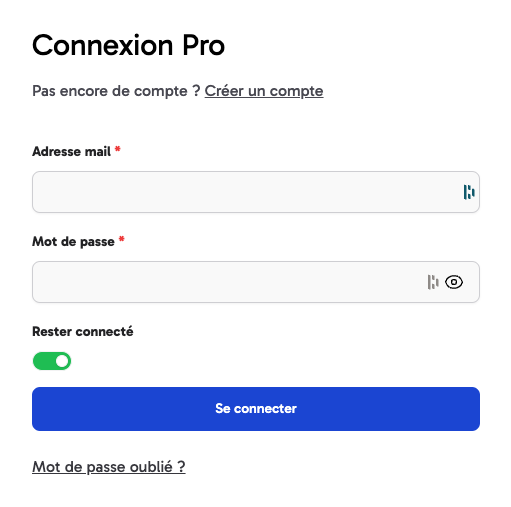 Connexion Pro
Pas encore de compte ? Créer un compte
Adresse mail *
Mot de passe *
Rester connecté
Se connecter
Mot de passe oublié ?